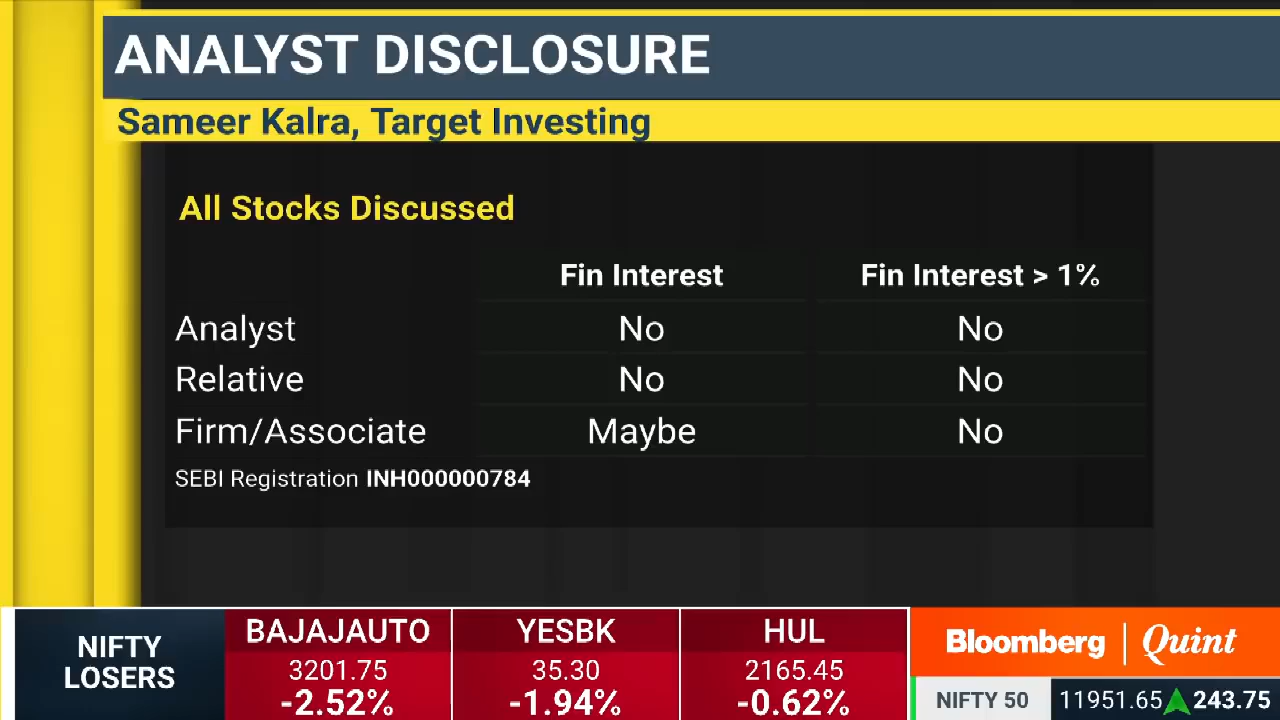 ANALYST DISCLOSURE
Sameer Kalra, Target Investing
All Stocks Discussed
Fin Interest Fin Interest > 1%
Analyst No No
Relative No No
Firm/Associate Maybe No
SEBI Registration INH000000784
NIFTY LOSERS
BAJAJAUTO
3201.75
-2.52%
YESBK
35.30
-1.94%
HUL
2165.45
-0.62%
Bloomberg | Quint
NIFTY 50 11951.65 243.75